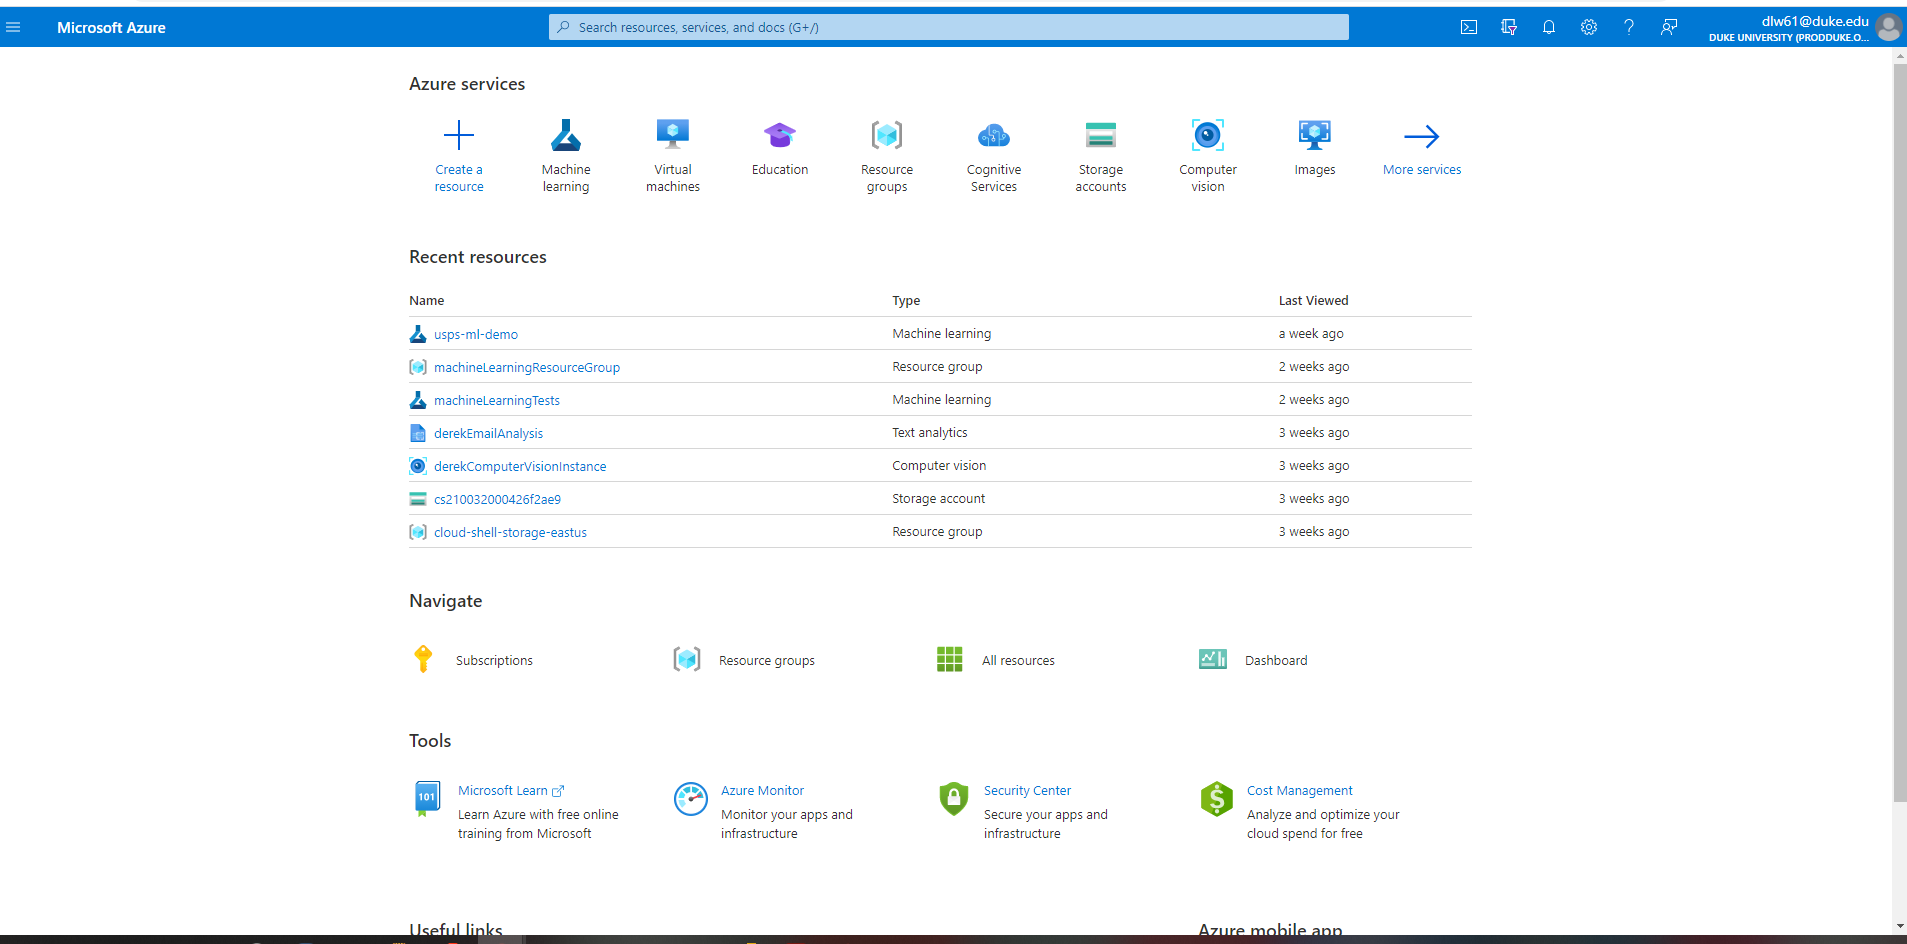 Microsoft Azure
Search resources, services, and docs (G+/)
dlw61@duke.edu
DUKE UNIVERSITY (PRODDUKE.O...
Azure services
Create a resource
Machine learning
Virtual machines
Education
Resource groups
Cognitive Services
Storage accounts
Computer vision
Images
More services
Recent resources
Name Type Last Viewed
usps-ml-demo Machine learning a week ago
machineLearningResourceGroup Resource group 2 weeks ago
machineLearningTests Machine learning 2 weeks ago
derekEmailAnalysis Text analytics 3 weeks ago
derekComputerVisionInstance Computer vision 3 weeks ago
cs210032000426f2ae9 Storage account 3 weeks ago
cloud-shell-storage-eastus Resource group 3 weeks ago
Navigate
Subscriptions Resource groups All resources Dashboard
Tools
101
Microsoft Learn
Learn Azure with free online
training from Microsoft
Azure Monitor
Monitor your apps and
infrastructure
Security Center
Secure your apps and
infrastructure
$
Cost Management
Analyze and optimize your
cloud spend for free
Useful links Azure mobile app